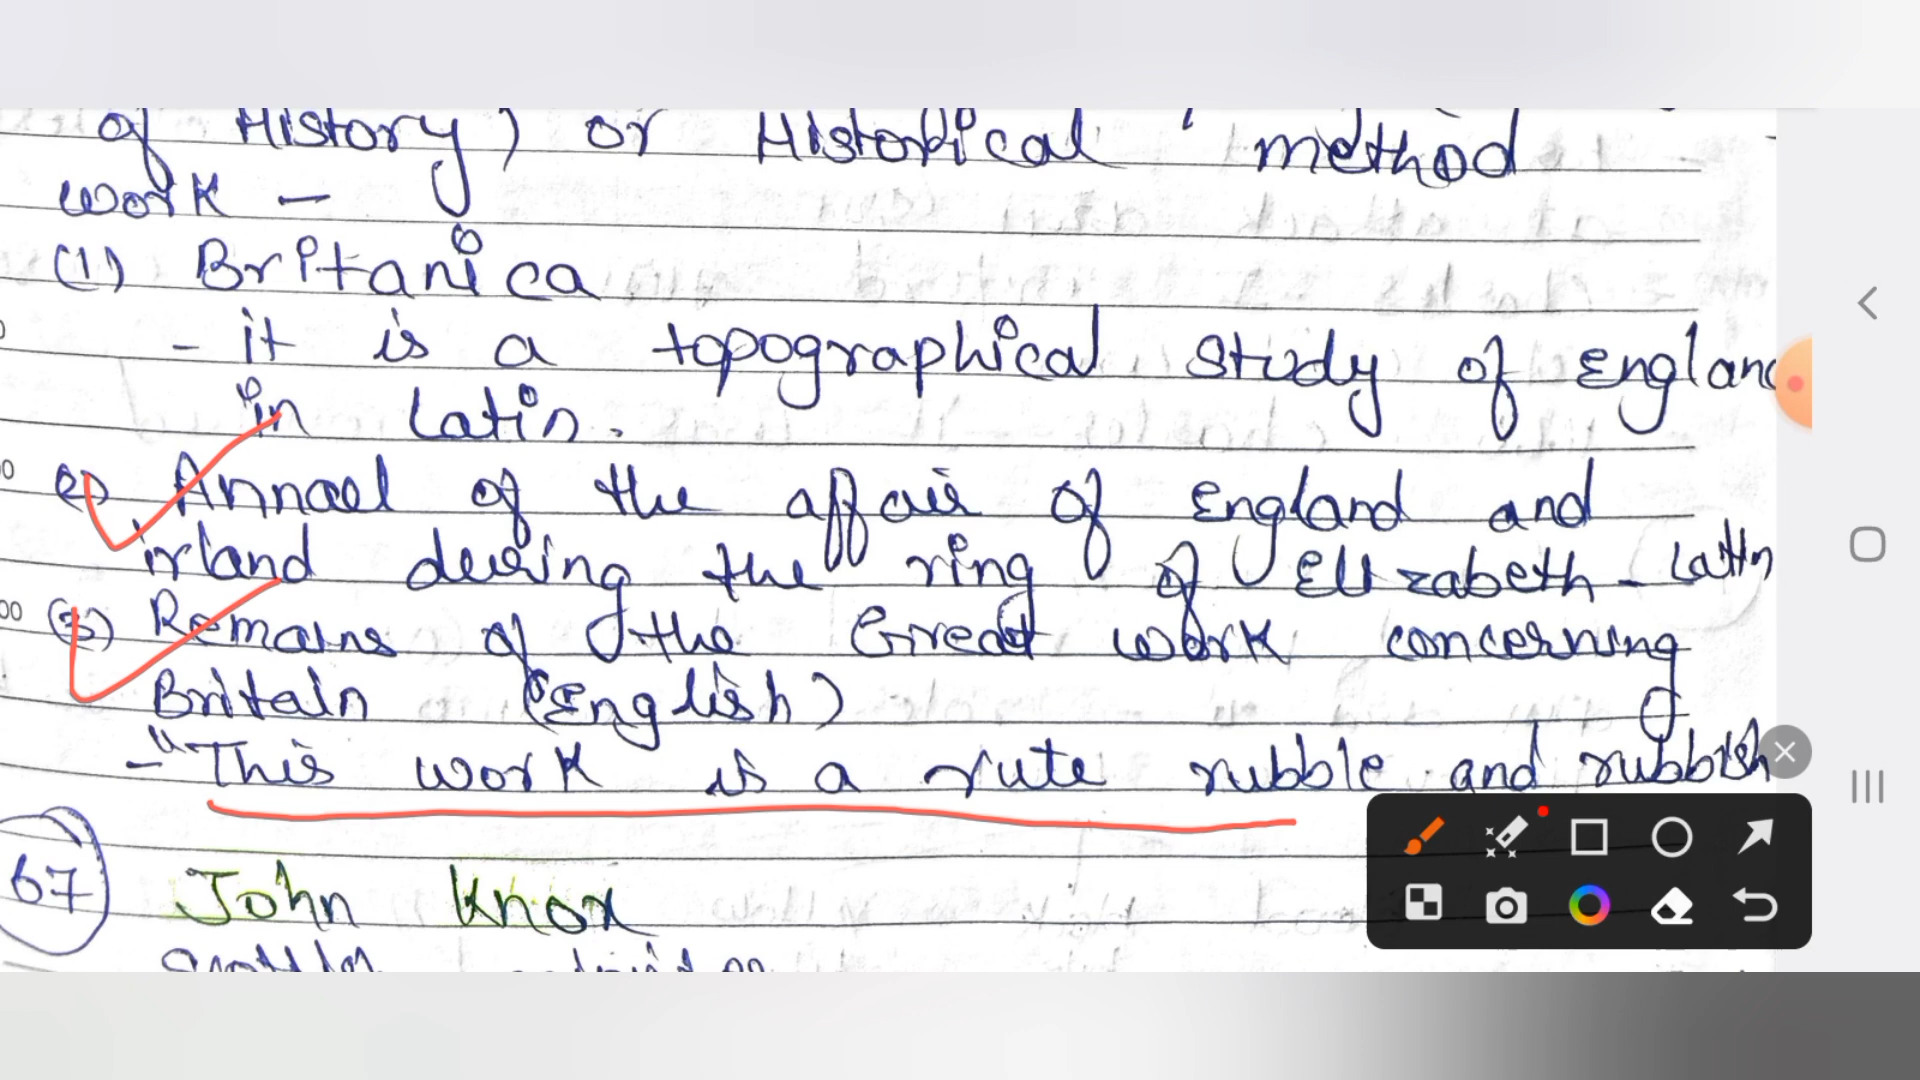 of History) or Historical method
work -
(1) Britanica
- it is a topographical study of England
in Latin.
(2) Annael of the affair of England and
irland during the ring of Elizabeth - Lattn
(3) Remains of the Great work concerning
Britain (English)
- "This work is a rute rubble and rubbish
67 John Knox